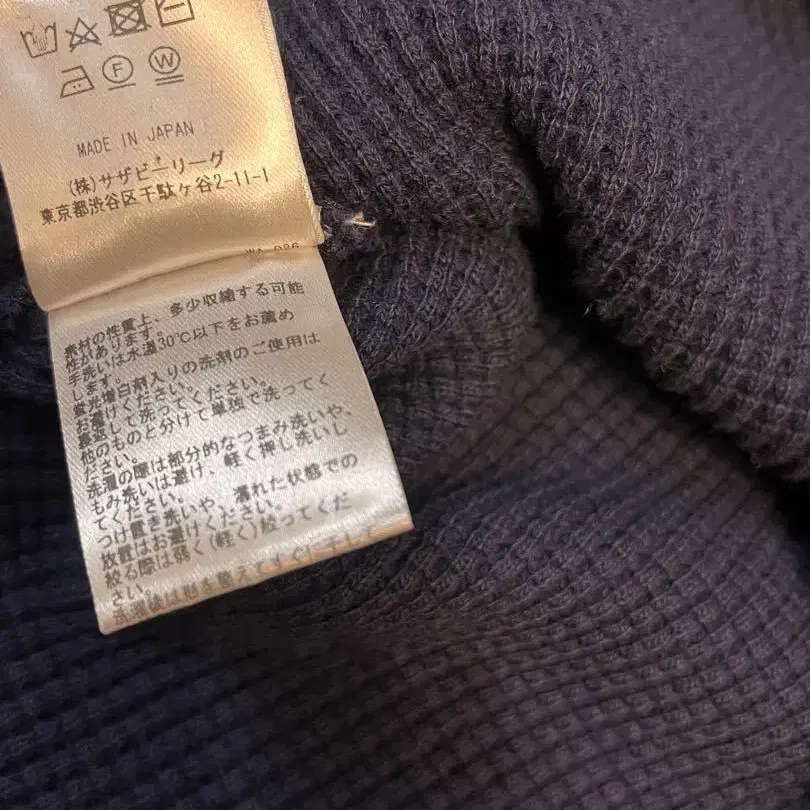 F
W
MADE IN JAPAN
(株)サザビーリーグ
東京都渋谷区千駄ケ谷2-11-1
素材の性質上、多少収縮する可能
性があります。
手洗いは水温30℃以下をお薦め
します。
蛍光増白剤入りの洗剤のご使用は
お避けください。
裏返して洗ってください。
他のものと分けて単独で洗ってく
ださい。
洗濯の際は部分的なつまみ洗いや、
もみ洗いは避け、軽く押し洗いし
てください。
つけ置き洗いや、濡れた状態での
放置はお避けください。
絞る際は弱く(軽く)絞ってくだ
さい。
洗濯後は形を整えてすぐに干して